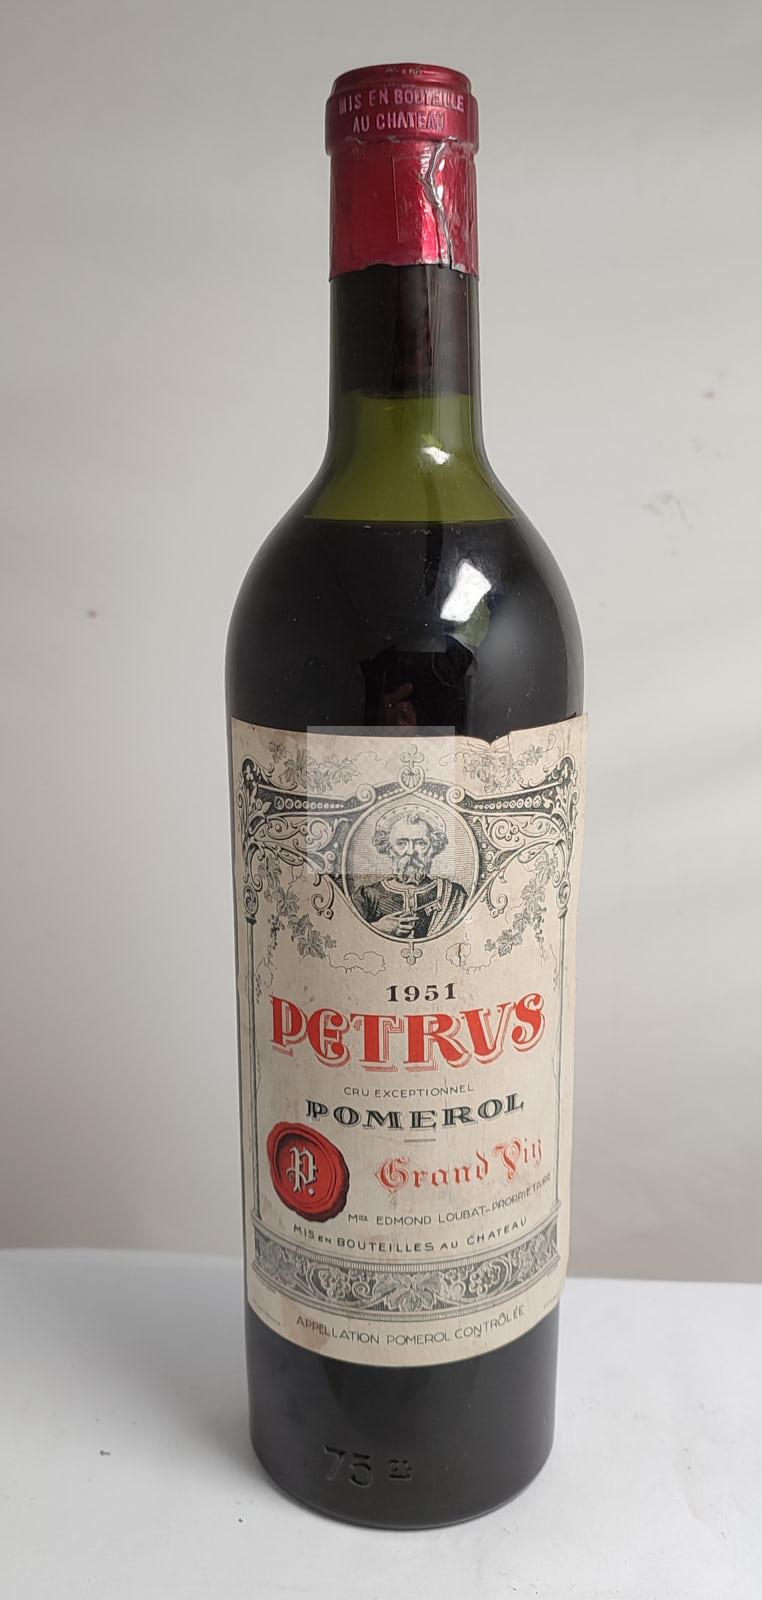 MIS EN BOUTEILLE
AU CHATEAU
1951
PETRVS
CRU EXCEPTIONNEL
POMEROL
P.
Grand Vin
Mme EDMOND LOUBAT-PROPRIETAIRE
MIS EN BOUTEILLES AU CHATEAU
APPELLATION POMEROL CONTRÔLÉE
75 cl